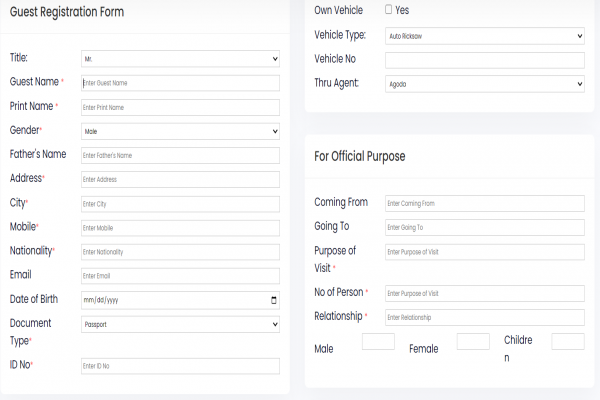 Guest Registration Form
Title: Mr.
Guest Name * Enter Guest Name
Print Name * Enter Print Name
Gender* Male
Father's Name Enter Father's Name
Address* Enter Address
City* Enter City
Mobile* Enter Mobile
Nationality* Enter Nationality
Email Enter Email
Date of Birth mm/dd/yyyy
Document
Type*
Passport
ID No* Enter ID No
Own Vehicle Yes
Vehicle Type: Auto Ricksaw
Vehicle No
Thru Agent: Agoda
For Official Purpose
Coming From Enter Coming From
Going To Enter Going To
Purpose of
Visit *
Enter Purpose of Visit
No of Person * Enter Purpose of Visit
Relationship * Enter Relationship
Male Female
Childre
n